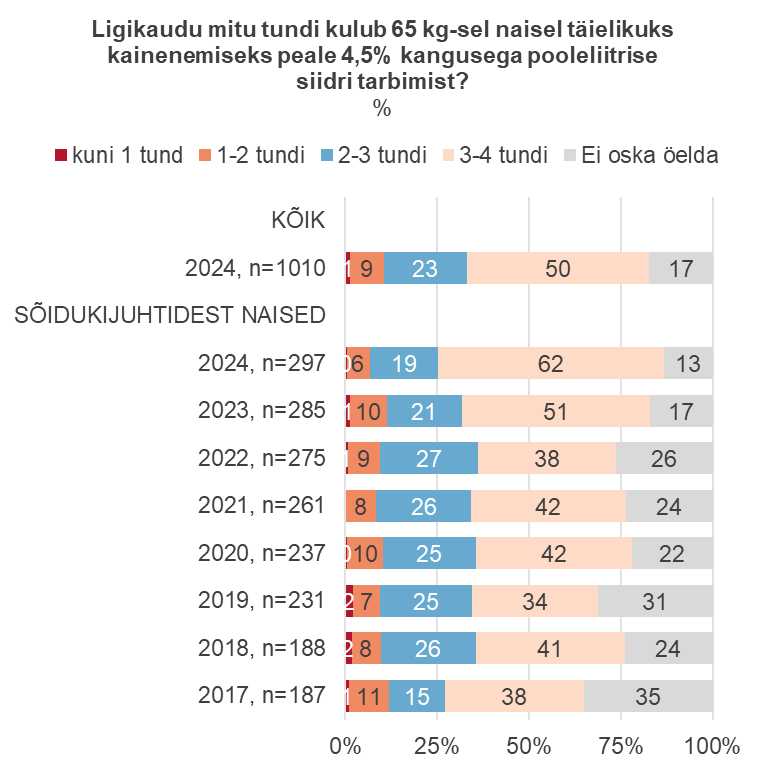 Ligikaudu mitu tundi kulub 65 kg-sel naisel täielikuks
kainenemiseks peale 4,5% kangusega pooleliitrise
siidri tarbimist?
%
kuni 1 tund 1-2 tundi 2-3 tundi 3-4 tundi Ei oska öelda
KÕIK
2024, n=1010 1 9 23 50 17
SÕIDUKIJUHTIDEST NAISED
2024, n=297 0 6 19 62 13
2023, n=285 1 10 21 51 17
2022, n=275 1 9 27 38 26
2021, n=261 8 26 42 24
2020, n=237 0 10 25 42 22
2019, n=231 2 7 25 34 31
2018, n=188 2 8 26 41 24
2017, n=187 1 11 15 38 35
0% 25% 50% 75% 100%